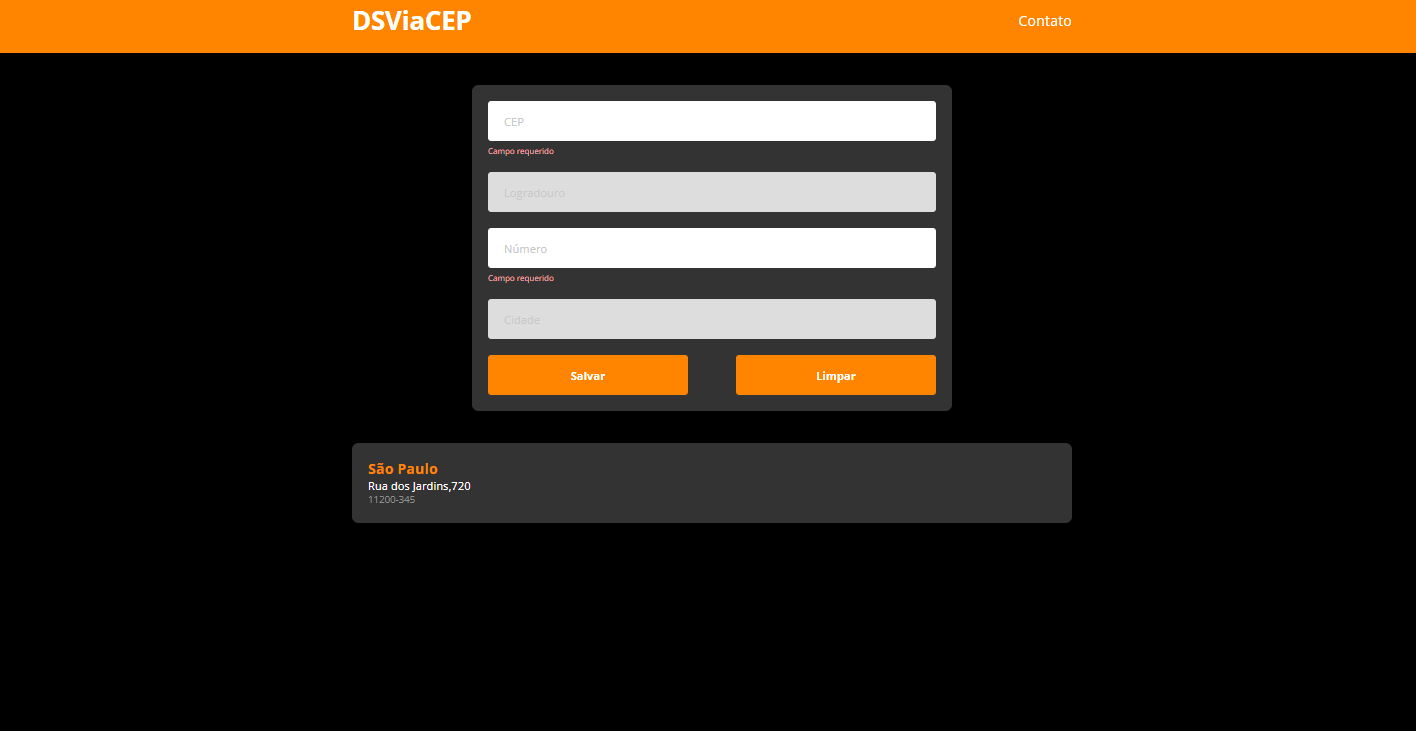 DSViaCEP
Contato
CEP
Campo requerido
Logradouro
Número
Campo requerido
Cidade
Salvar
Limpar
São Paulo
Rua dos Jardins,720
11200-345